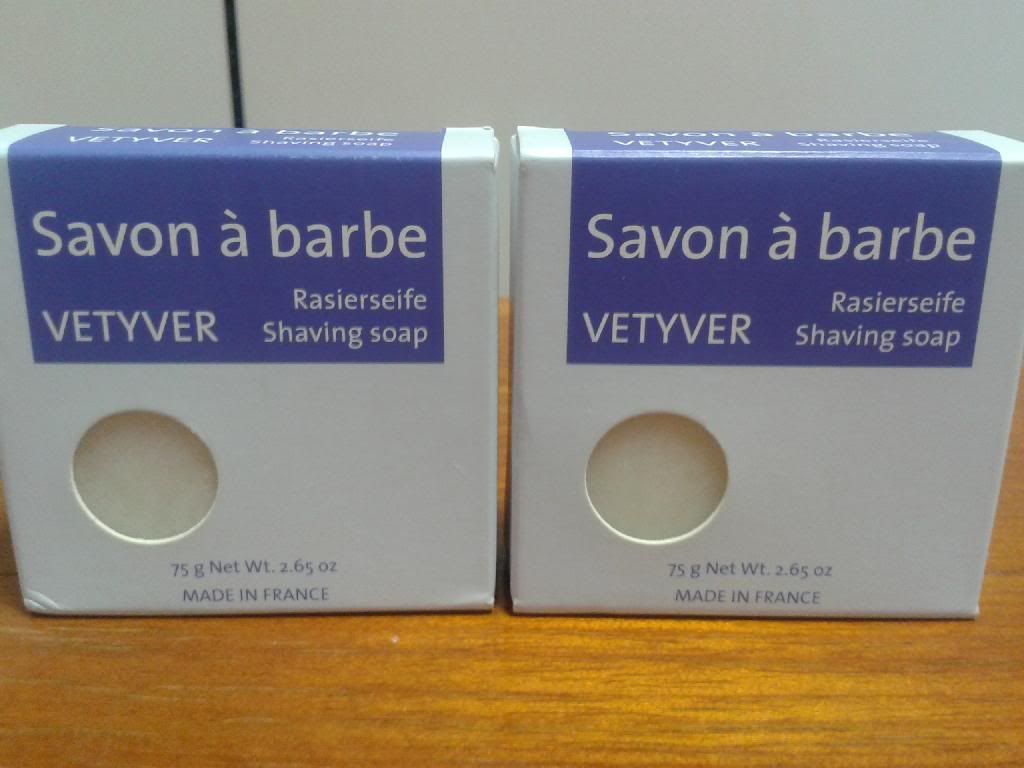 Savon à barbe
VETYVER
Rasierseife
Shaving soap
Savon à barbe
Rasierseife
VETYVER
Shaving soap
75 g Net Wt. 2.65 oz
MADE IN FRANCE
Savon à barbe
VETYVER
Rasierseife
Shaving soap
Savon à barbe
Rasierseife
VETYVER
Shaving soap
75 g Net Wt. 2.65 oz
MADE IN FRANCE